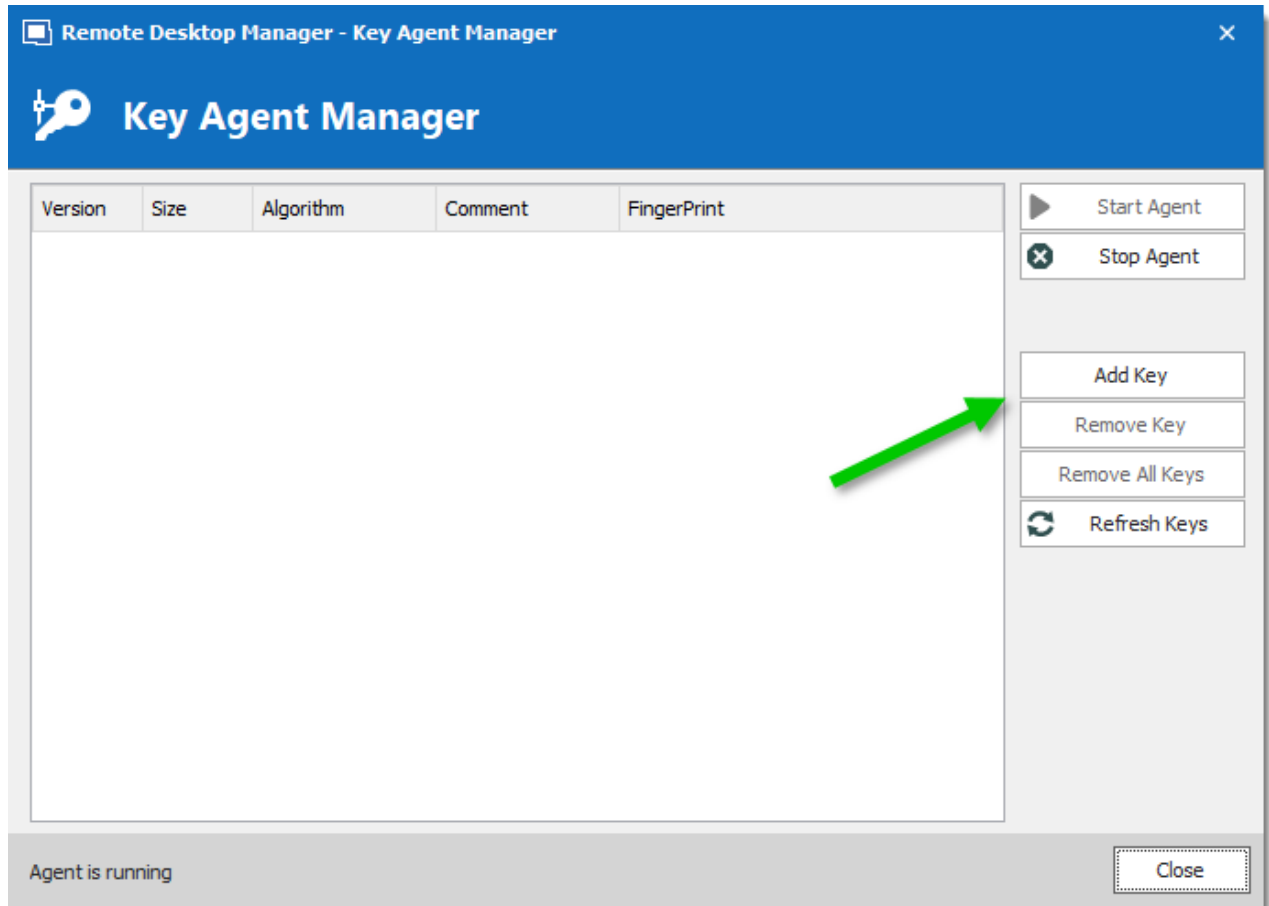 Remote Desktop Manager - Key Agent Manager
Key Agent Manager
Version Size Algorithm Comment FingerPrint
Start Agent
Stop Agent
Add Key
Remove Key
Remove All Keys
Refresh Keys
Agent is running
Close